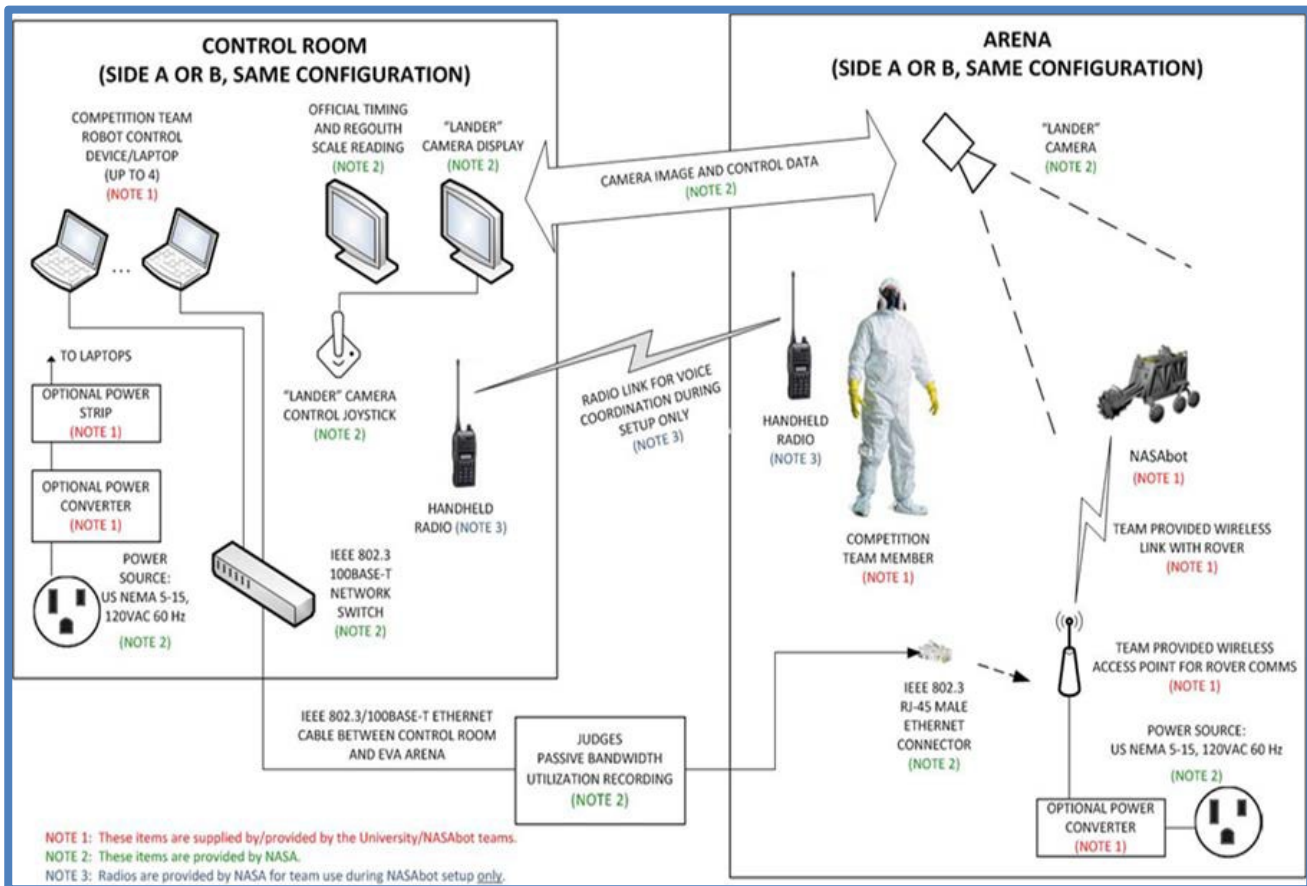 CONTROL ROOM
(SIDE A OR B, SAME CONFIGURATION)
COMPETITION TEAM
ROBOT CONTROL
DEVICE/LAPTOP
(UP TO 4)
(NOTE 1)
OFFICIAL TIMING
AND REGOLITH
SCALE READING
(NOTE 2)
"LANDER"
CAMERA DISPLAY
(NOTE 2)
...
TO LAPTOPS
OPTIONAL POWER
STRIP
(NOTE 1)
OPTIONAL POWER
CONVERTER
(NOTE 1)
POWER
SOURCE:
US NEMA 5-15,
120VAC 60 Hz
(NOTE 2)
"LANDER" CAMERA
CONTROL JOYSTICK
(NOTE 2)
HANDHELD
RADIO (NOTE 3)
IEEE 802.3
100BASE-T
NETWORK
SWITCH
(NOTE 2)
CAMERA IMAGE AND CONTROL DATA
(NOTE 2)
RADIO LINK FOR VOICE
COORDINATION DURING
SETUP ONLY
(NOTE 3)
ARENA
(SIDE A OR B, SAME CONFIGURATION)
"LANDER"
CAMERA
(NOTE 2)
HANDHELD
RADIO
(NOTE 3)
COMPETITION
TEAM MEMBER
(NOTE 1)
NASAbot
(NOTE 1)
TEAM PROVIDED WIRELESS
LINK WITH ROVER
(NOTE 1)
TEAM PROVIDED WIRELESS
ACCESS POINT FOR ROVER COMMS
(NOTE 1)
IEEE 802.3
RJ-45 MALE
ETHERNET
CONNECTOR
(NOTE 2)
POWER SOURCE:
US NEMA 5-15, 120VAC 60 Hz
(NOTE 2)
OPTIONAL POWER
CONVERTER
(NOTE 1)
IEEE 802.3/100BASE-T ETHERNET
CABLE BETWEEN CONTROL ROOM
AND EVA ARENA
JUDGES
PASSIVE BANDWIDTH
UTILIZATION RECORDING
(NOTE 2)
NOTE 1: These items are supplied by/provided by the University/NASAbot teams.
NOTE 2: These items are provided by NASA.
NOTE 3: Radios are provided by NASA for team use during NASAbot setup only.